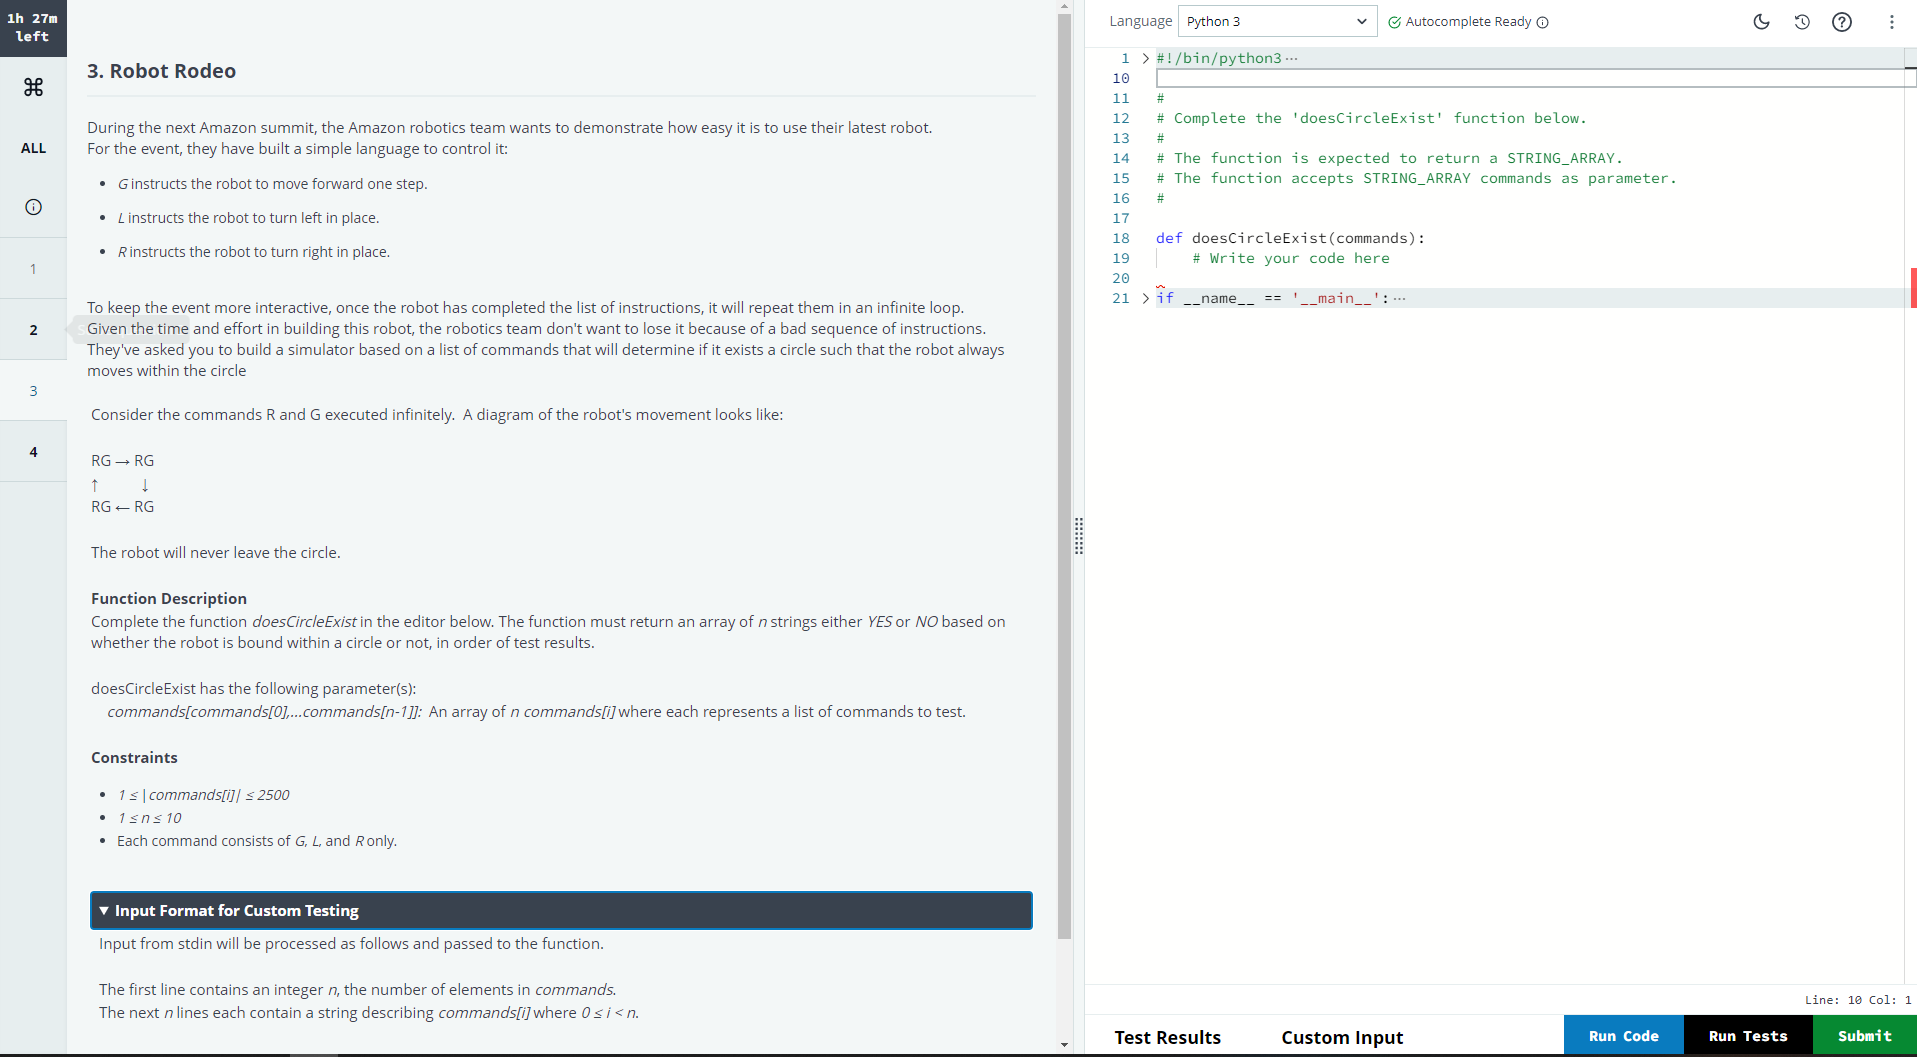 1h 27m
left
ALL
1
2
3
4
3. Robot Rodeo
During the next Amazon summit, the Amazon robotics team wants to demonstrate how easy it is to use their latest robot.
For the event, they have built a simple language to control it:
• G instructs the robot to move forward one step.
• L instructs the robot to turn left in place.
• R instructs the robot to turn right in place.
To keep the event more interactive, once the robot has completed the list of instructions, it will repeat them in an infinite loop.
Given the time and effort in building this robot, the robotics team don't want to lose it because of a bad sequence of instructions.
They've asked you to build a simulator based on a list of commands that will determine if it exists a circle such that the robot always
moves within the circle
Consider the commands R and G executed infinitely. A diagram of the robot's movement looks like:
RG → RG
↑ ↓
RG ← RG
The robot will never leave the circle.
Function Description
Complete the function doesCircleExist in the editor below. The function must return an array of n strings either YES or NO based on
whether the robot is bound within a circle or not, in order of test results.
doesCircleExist has the following parameter(s):
commands[commands[0],...commands[n-1]]: An array of n commands[i] where each represents a list of commands to test.
Constraints
• 1 ≤ |commands[i]| ≤ 2500
• 1 ≤ n ≤ 10
• Each command consists of G, L, and R only.
▼ Input Format for Custom Testing
Input from stdin will be processed as follows and passed to the function.
The first line contains an integer n, the number of elements in commands.
The next n lines each contain a string describing commands[i] where 0 ≤ i < n.
Language Python 3 Autocomplete Ready
1 > #!/bin/python3 ···
10
11 #
12 # Complete the 'doesCircleExist' function below.
13 #
14 # The function is expected to return a STRING_ARRAY.
15 # The function accepts STRING_ARRAY commands as parameter.
16 #
17
18 def doesCircleExist(commands):
19 # Write your code here
20
21 > if __name__ == '__main__': ···
Line: 10 Col: 1
Test Results Custom Input Run Code Run Tests Submit